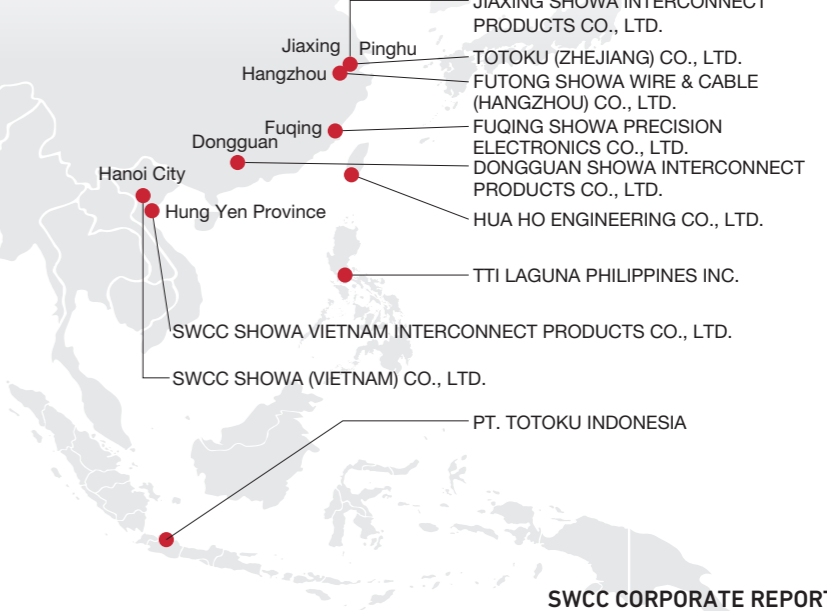 JIAXING SHOWA INTERCONNECT
PRODUCTS CO., LTD.
Jiaxing
Pinghu
TOTOKU (ZHEJIANG) CO., LTD.
Hangzhou
FUTONG SHOWA WIRE & CABLE
(HANGZHOU) CO., LTD.
Fuqing
FUQING SHOWA PRECISION
ELECTRONICS CO., LTD.
Dongguan
DONGGUAN SHOWA INTERCONNECT
PRODUCTS CO., LTD.
Hanoi City
Hung Yen Province
HUA HO ENGINEERING CO., LTD.
TTI LAGUNA PHILIPPINES INC.
SWCC SHOWA VIETNAM INTERCONNECT PRODUCTS CO., LTD.
SWCC SHOWA (VIETNAM) CO., LTD.
PT. TOTOKU INDONESIA
SWCC CORPORATE REPORT